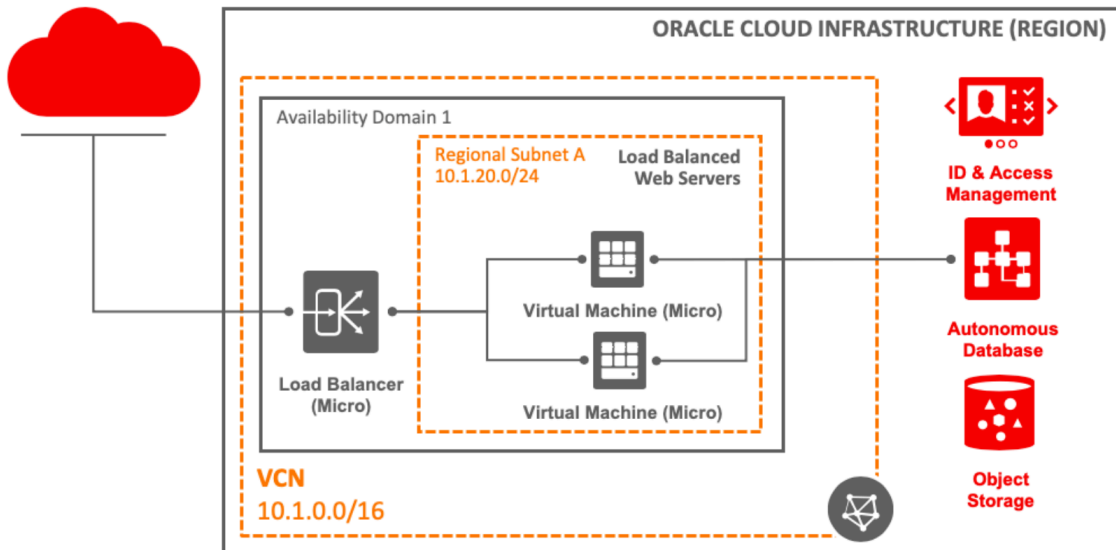 ORACLE CLOUD INFRASTRUCTURE (REGION)
Availability Domain 1
Regional Subnet A
10.1.20.0/24
Load Balanced
Web Servers
ID & Access
Management
Virtual Machine (Micro)
Autonomous
Database
Load Balancer
(Micro)
Virtual Machine (Micro)
VCN
10.1.0.0/16
Object
Storage